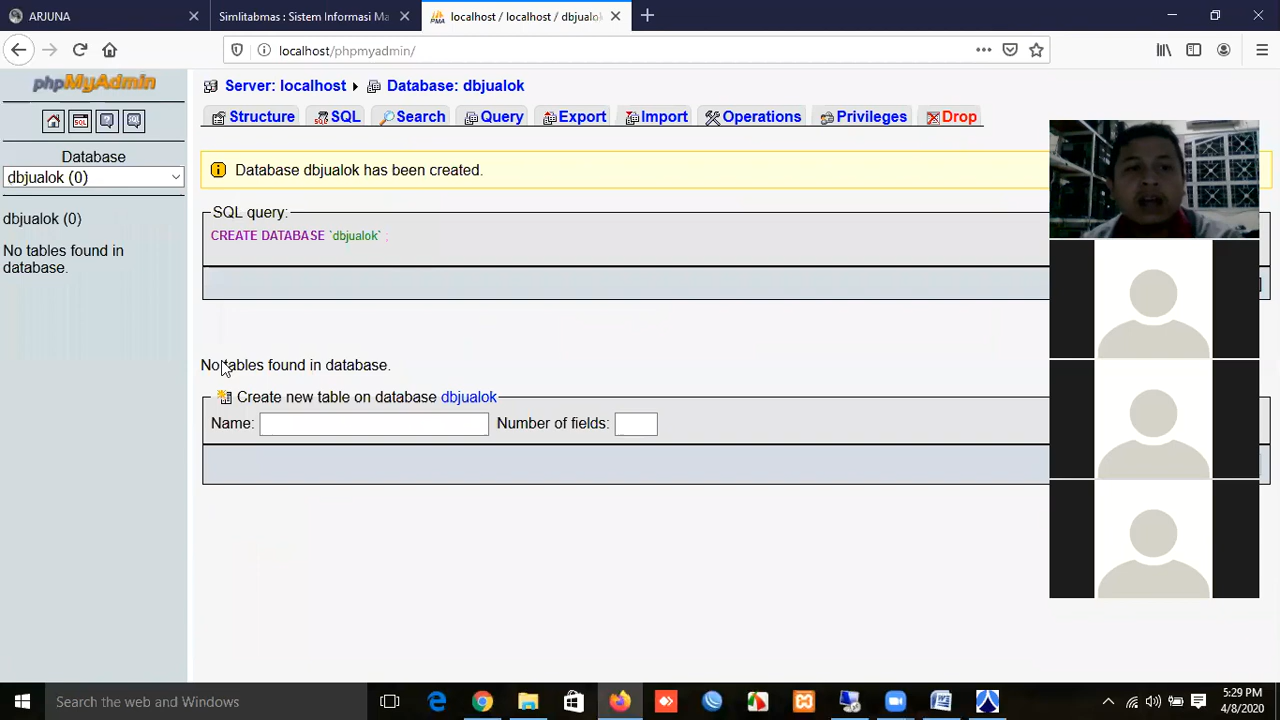 ARJUNA
Simlitabmas : Sistem Informasi Ma
localhost / localhost / dbjualok
localhost/phpmyadmin/
phpMyAdmin
Server: localhost
Database: dbjualok
Structure
SQL
Search
Query
Export
Import
Operations
Privileges
Drop
Database
dbjualok (0)
dbjualok (0)
No tables found in database.
Database dbjualok has been created.
SQL query:
CREATE DATABASE `dbjualok` ;
No tables found in database.
Create new table on database dbjualok
Name:
Number of fields:
Search the web and Windows
5:29 PM
4/8/2020